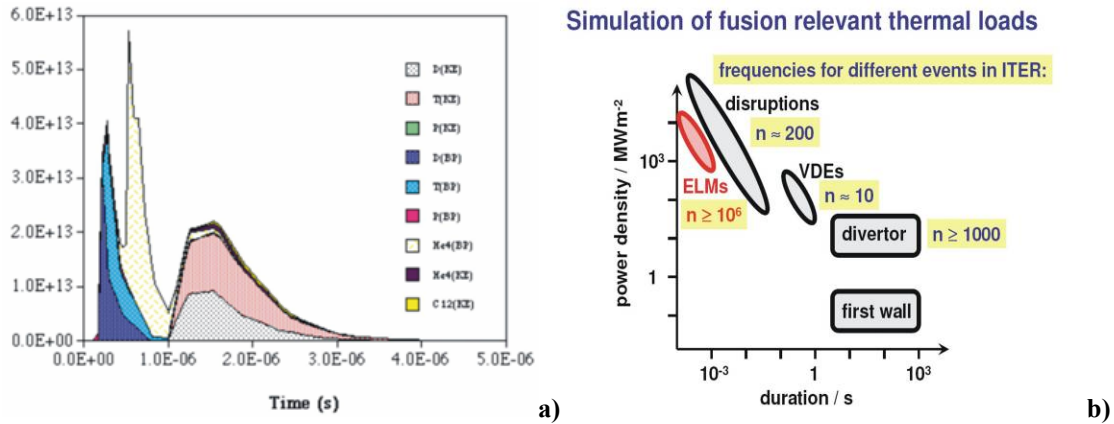 6.0E+13
5.0E+13
4.0E+13
3.0E+13
2.0E+13
1.0E+13
0.0E+00
0.0E+00 1.0E-06 2.0E-06 3.0E-06 4.0E-06 5.0E-06
Time (s)
D(KE)
T(KE)
P(KE)
D(BP)
T(BP)
P(BP)
He4(BP)
He4(KE)
C12(KE)
a)
Simulation of fusion relevant thermal loads
frequencies for different events in ITER:
disruptions
n ≈ 200
ELMs
n ≥ 10⁶
VDEs
n ≈ 10
divertor
n ≥ 1000
first wall
power density / MWm⁻²
10³
1
10⁻³ 1 10³
duration / s
b)